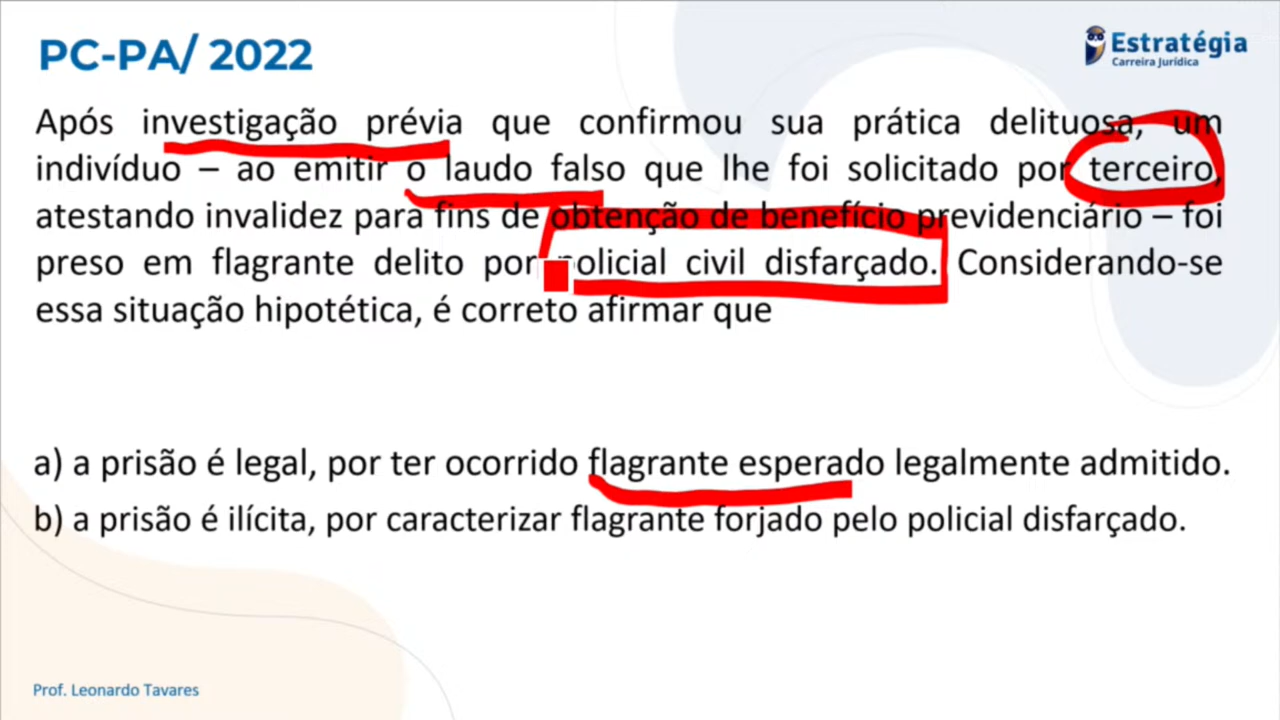 PC-PA/ 2022
Estratégia
Carreira Jurídica
Após investigação prévia que confirmou sua prática delituosa, um
indivíduo – ao emitir o laudo falso que lhe foi solicitado por terceiro,
atestando invalidez para fins de obtenção de benefício previdenciário – foi
preso em flagrante delito por policial civil disfarçado. Considerando-se
essa situação hipotética, é correto afirmar que
a) a prisão é legal, por ter ocorrido flagrante esperado legalmente admitido.
b) a prisão é ilícita, por caracterizar flagrante forjado pelo policial disfarçado.
Prof. Leonardo Tavares